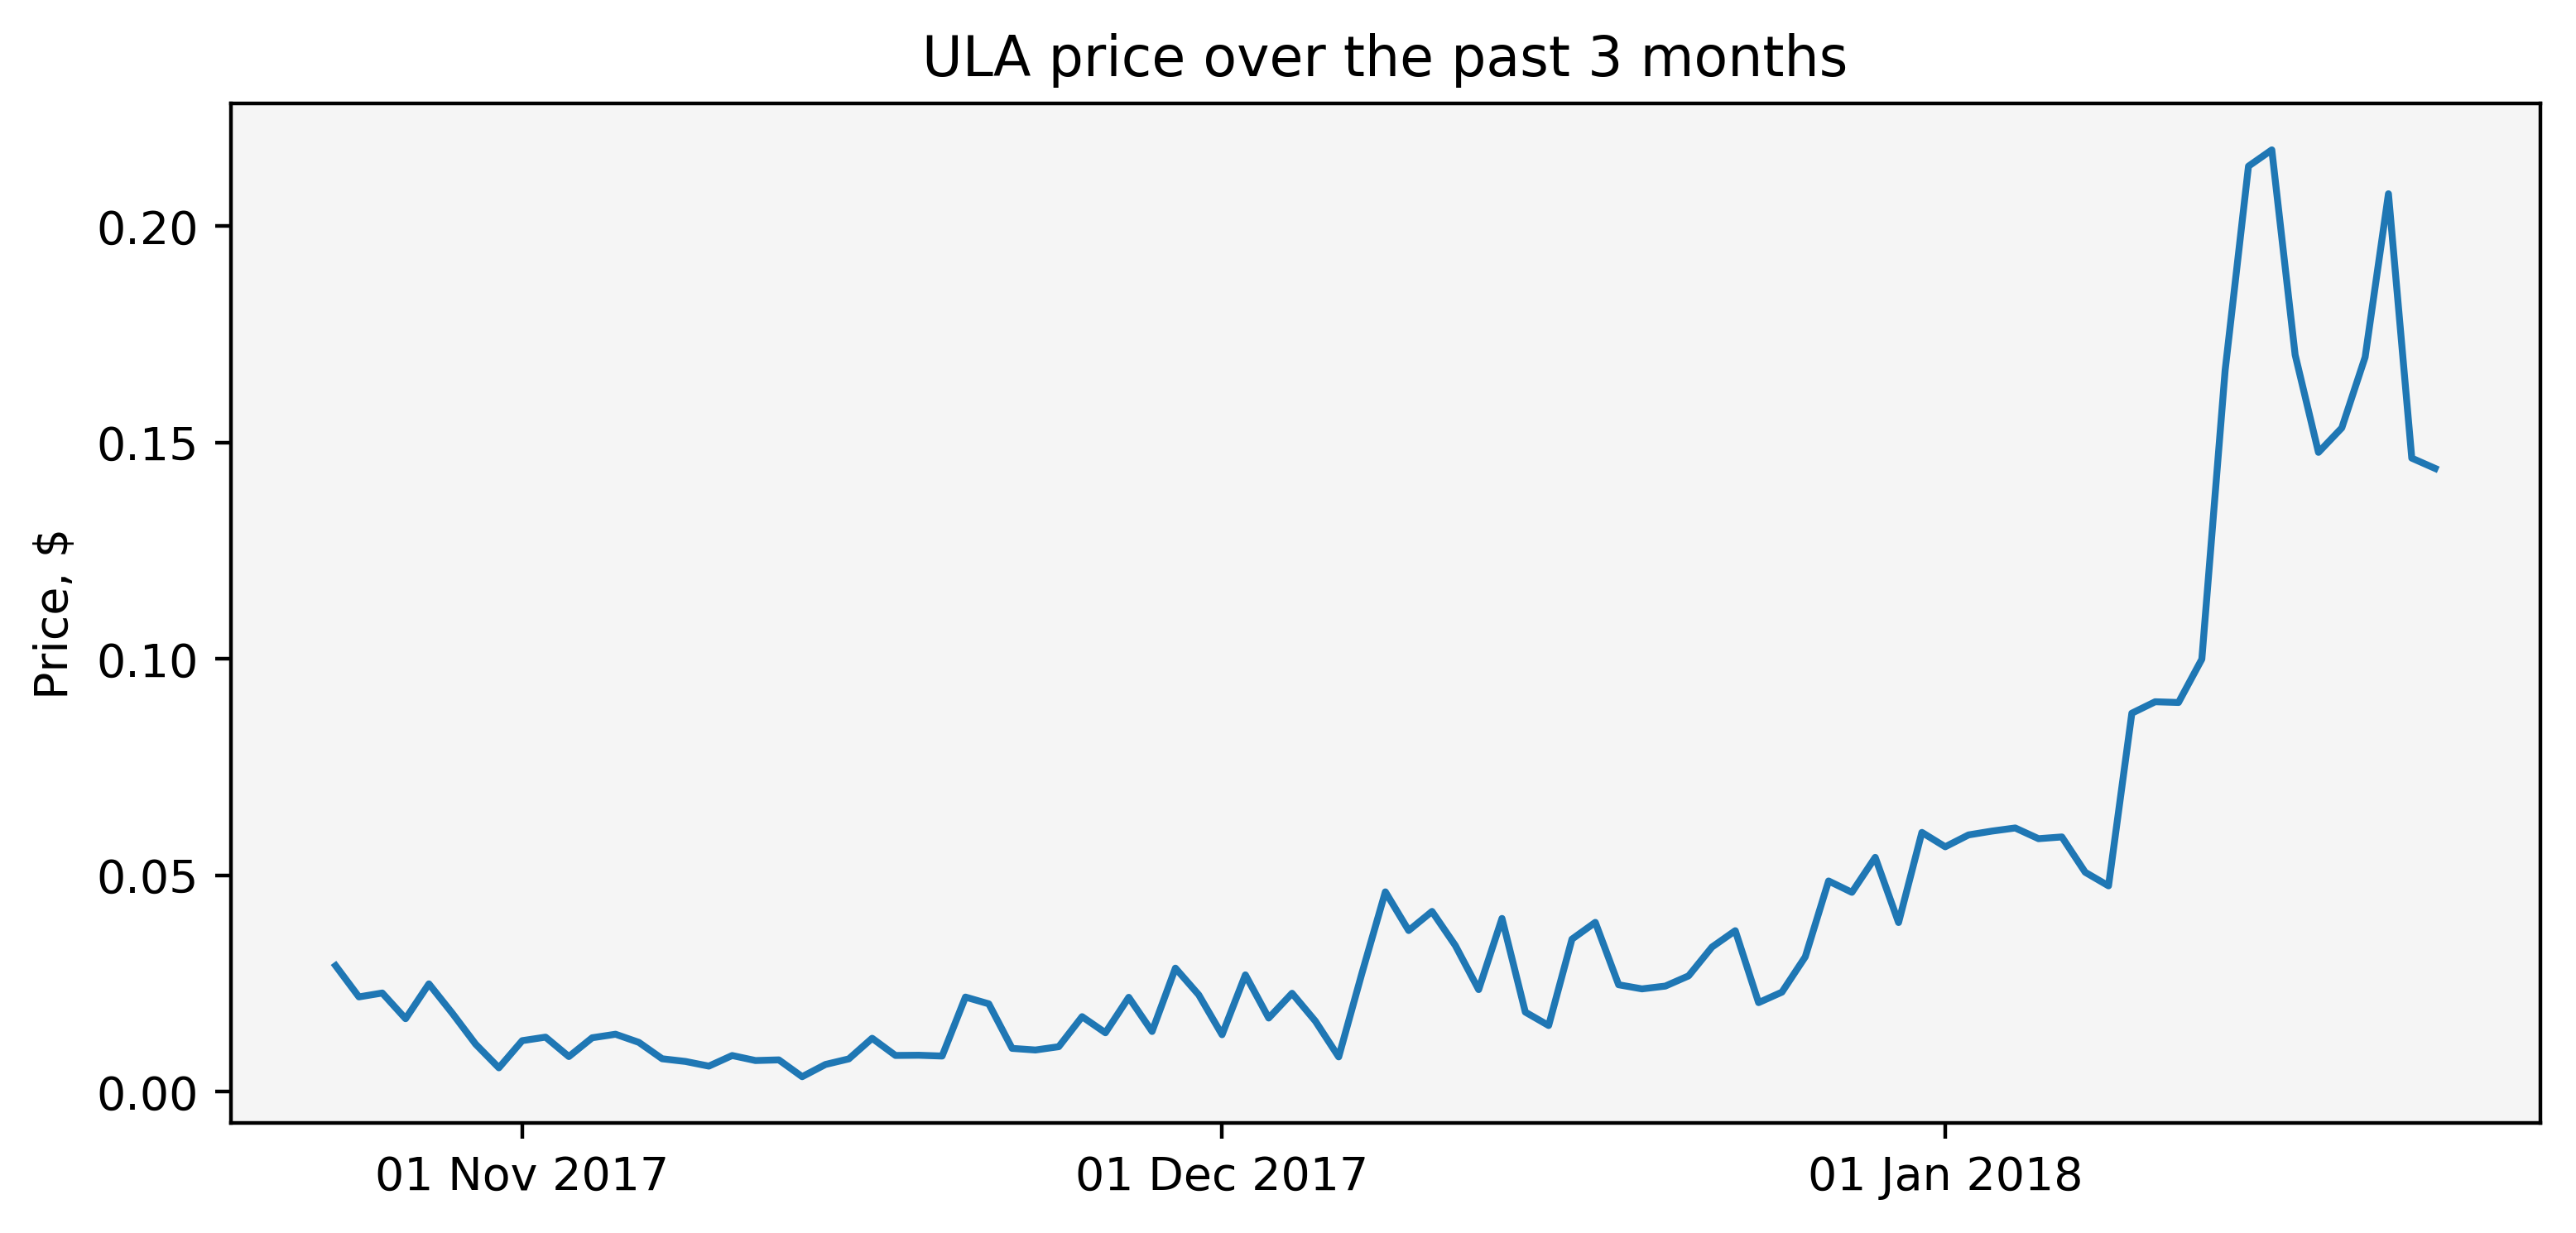 ULA price over the past 3 months
Price, $
0.20
0.15
0.10
0.05
0.00
01 Nov 2017
01 Dec 2017
01 Jan 2018